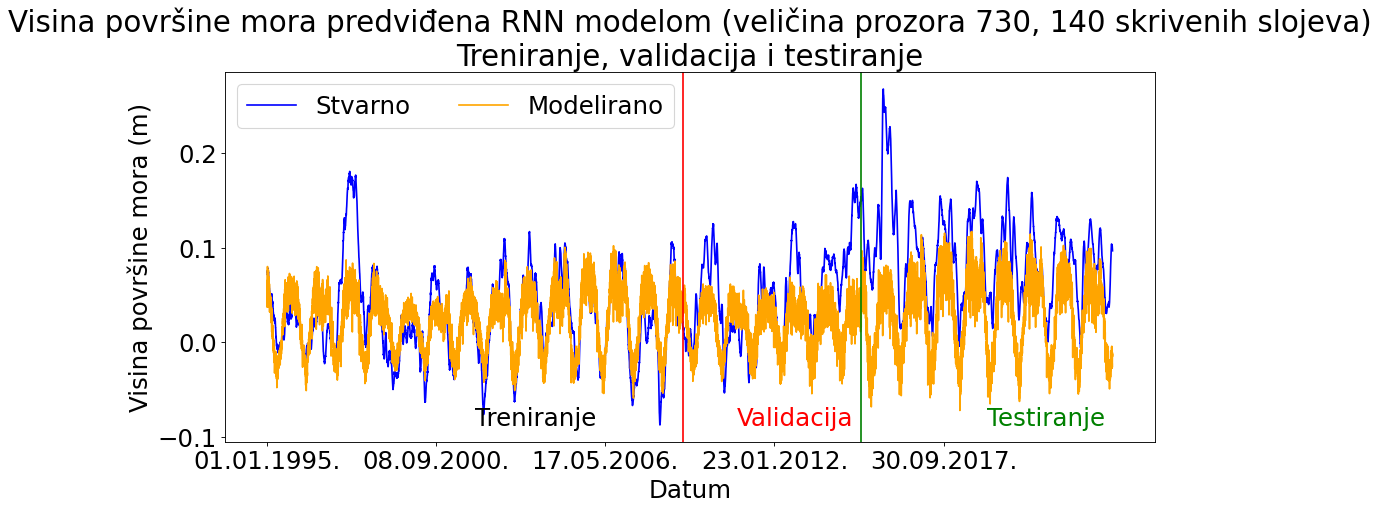 Visina površine mora predviđena RNN modelom (veličina prozora 730, 140 skrivenih slojeva)
Treniranje, validacija i testiranje
Stvarno
Modelirano
Visina površine mora (m)
0.2
0.1
0.0
−0.1
Treniranje
Validacija
Testiranje
01.01.1995.
08.09.2000.
17.05.2006.
23.01.2012.
30.09.2017.
Datum